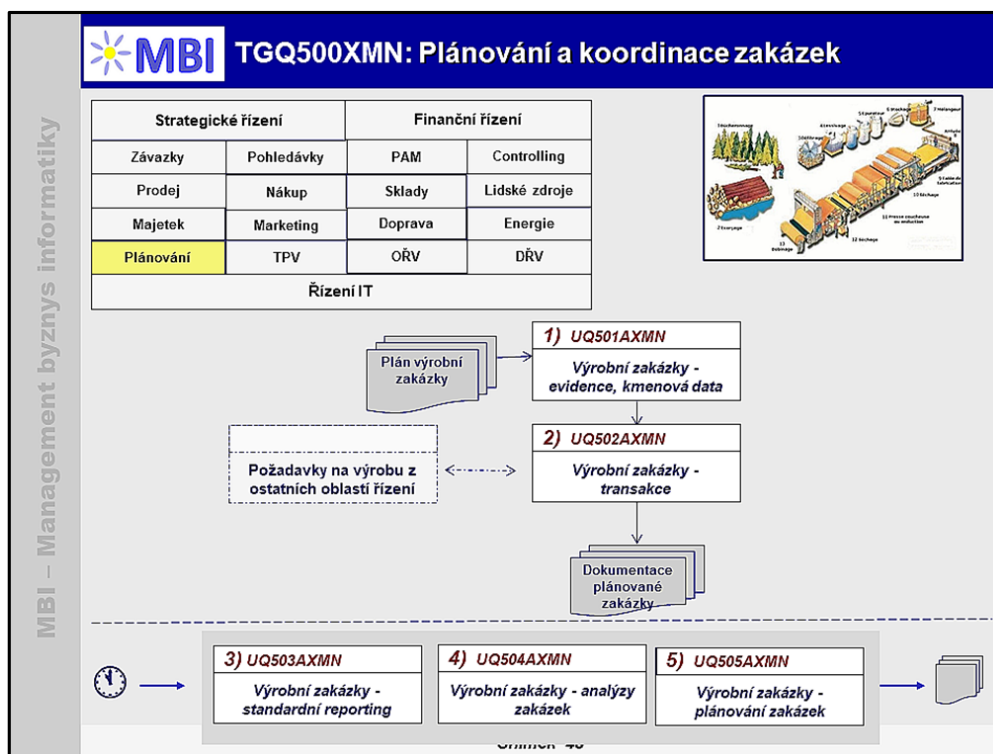 MBI
TGQ500XMN: Plánování a koordinace zakázek
MBI – Management byznys informatiky
Strategické řízení
Finanční řízení
Závazky
Pohledávky
PAM
Controlling
Prodej
Nákup
Sklady
Lidské zdroje
Majetek
Marketing
Doprava
Energie
Plánování
TPV
OŘV
DŘV
Řízení IT
Plán výrobní
zakázky
1) UQ501AXMN
Výrobní zakázky -
evidence, kmenová data
2) UQ502AXMN
Výrobní zakázky -
transakce
Požadavky na výrobu z
ostatních oblastí řízení
Dokumentace
plánované
zakázky
3) UQ503AXMN
Výrobní zakázky -
standardní reporting
4) UQ504AXMN
Výrobní zakázky - analýzy
zakázek
5) UQ505AXMN
Výrobní zakázky -
plánování zakázek